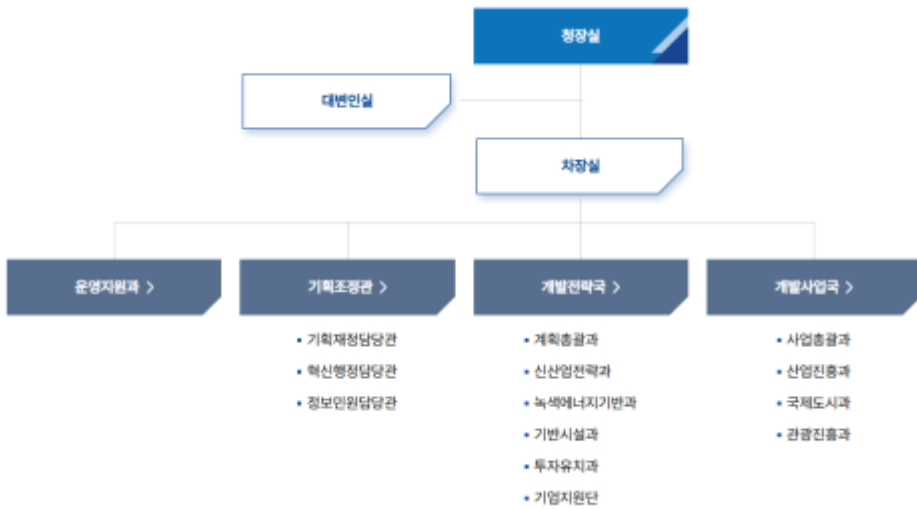 청장실
대변인실
차장실
운영지원과 >
기획조정관 >
개발전략국 >
개발사업국 >
기획재정담당관
혁신행정담당관
정보민원담당관
계획총괄과
신산업전략과
녹색에너지기반과
기반시설과
투자유치과
기업지원단
사업총괄과
산업진흥과
국제도시과
관광진흥과